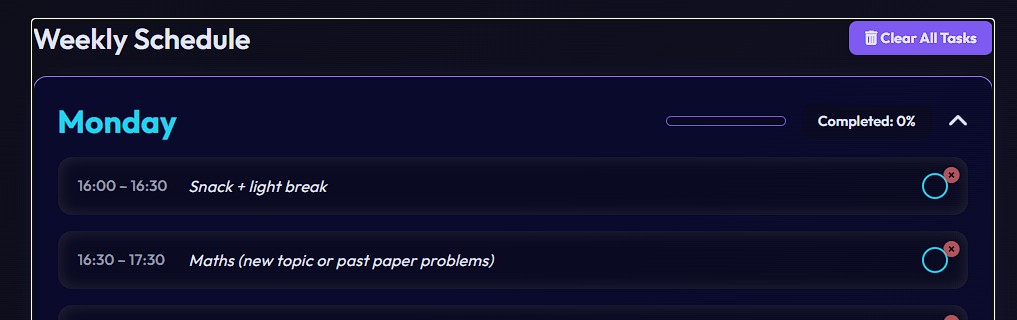 Weekly Schedule
Clear All Tasks
Monday
Completed: 0%
16:00 – 16:30 Snack + light break
16:30 – 17:30 Maths (new topic or past paper problems)